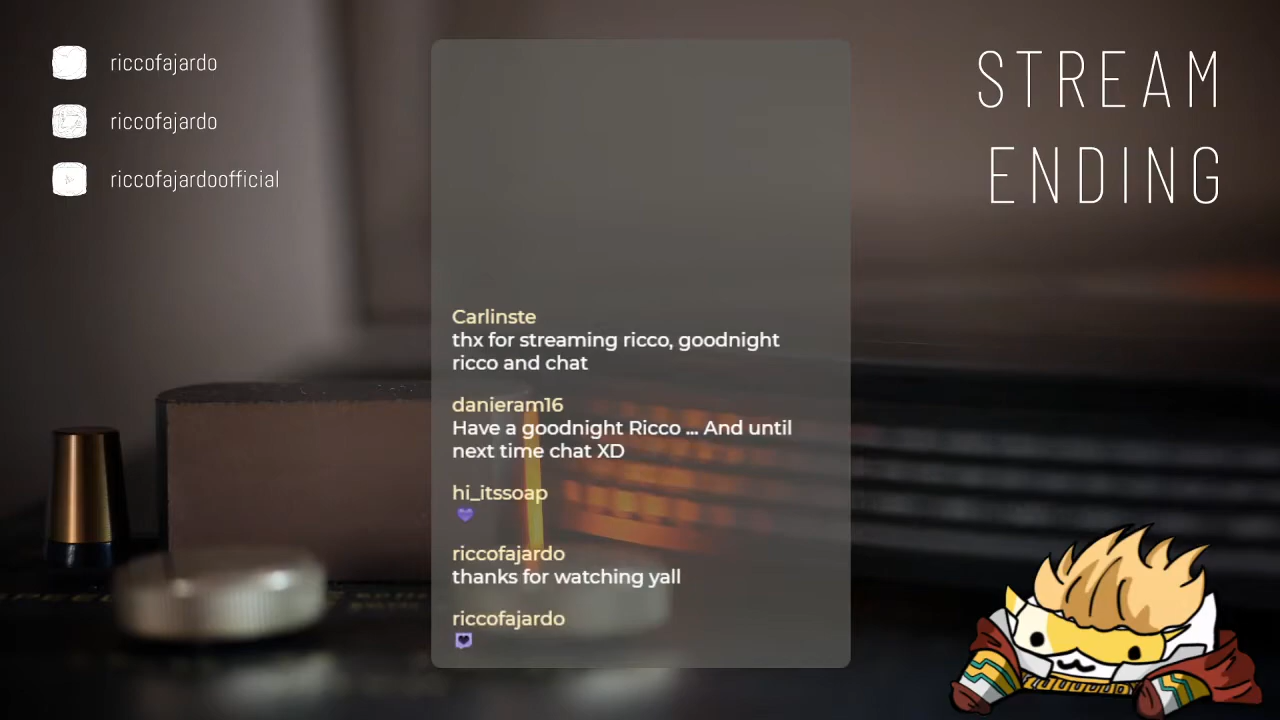 riccofajardo
riccofajardo
riccofajardoofficial
STREAM
ENDING
Carlinste
thx for streaming ricco, goodnight
ricco and chat
danieram16
Have a goodnight Ricco ... And until
next time chat XD
hi_itssoap
💜
riccofajardo
thanks for watching yall
riccofajardo